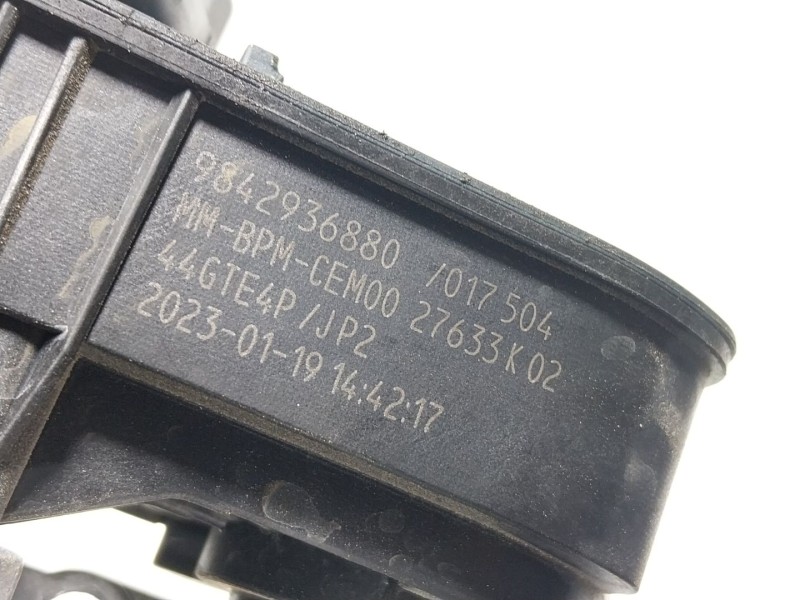 9842936880 /017 504
MM-BPM-CEM00 27633 K 02
44GTE4P /JP2
2023-01-19 14:42:17